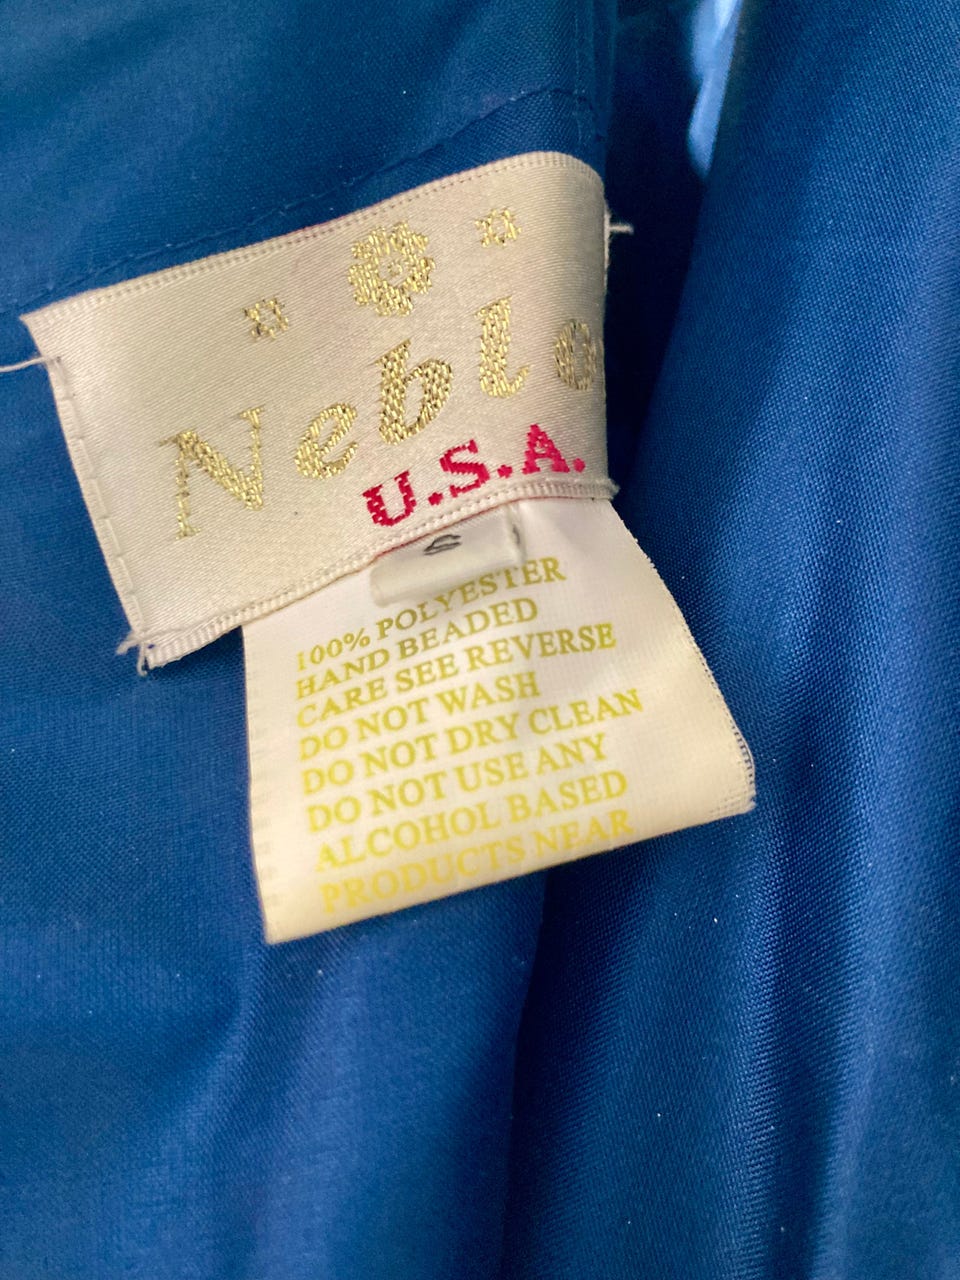 Neblo
U.S.A.
6
100% POLYESTER
HAND BEADED
CARE SEE REVERSE
DO NOT WASH
DO NOT DRY CLEAN
DO NOT USE ANY
ALCOHOL BASED
PRODUCTS NEAR